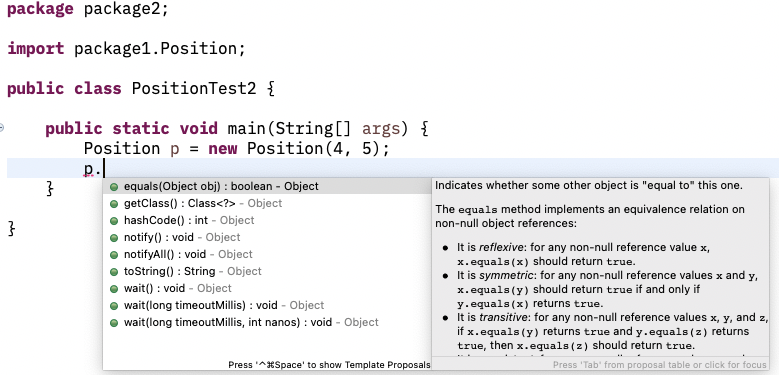 package package2;
import package1.Position;
public class PositionTest2 {
public static void main(String[] args) {
Position p = new Position(4, 5);
p.
}
}
equals(Object obj) : boolean - Object
getClass() : Class<?> - Object
hashCode() : int - Object
notify() : void - Object
notifyAll() : void - Object
toString() : String - Object
wait() : void - Object
wait(long timeoutMillis) : void - Object
wait(long timeoutMillis, int nanos) : void - Object
Press '^⌘Space' to show Template Proposals
Indicates whether some other object is "equal to" this one.
The equals method implements an equivalence relation on
non-null object references:
• It is reflexive: for any non-null reference value x,
x.equals(x) should return true.
• It is symmetric: for any non-null reference values x and y,
x.equals(y) should return true if and only if
y.equals(x) returns true.
• It is transitive: for any non-null reference values x, y, and z,
if x.equals(y) returns true and y.equals(z) returns
true, then x.equals(z) should return true.
Press 'Tab' from proposal table or click for focus